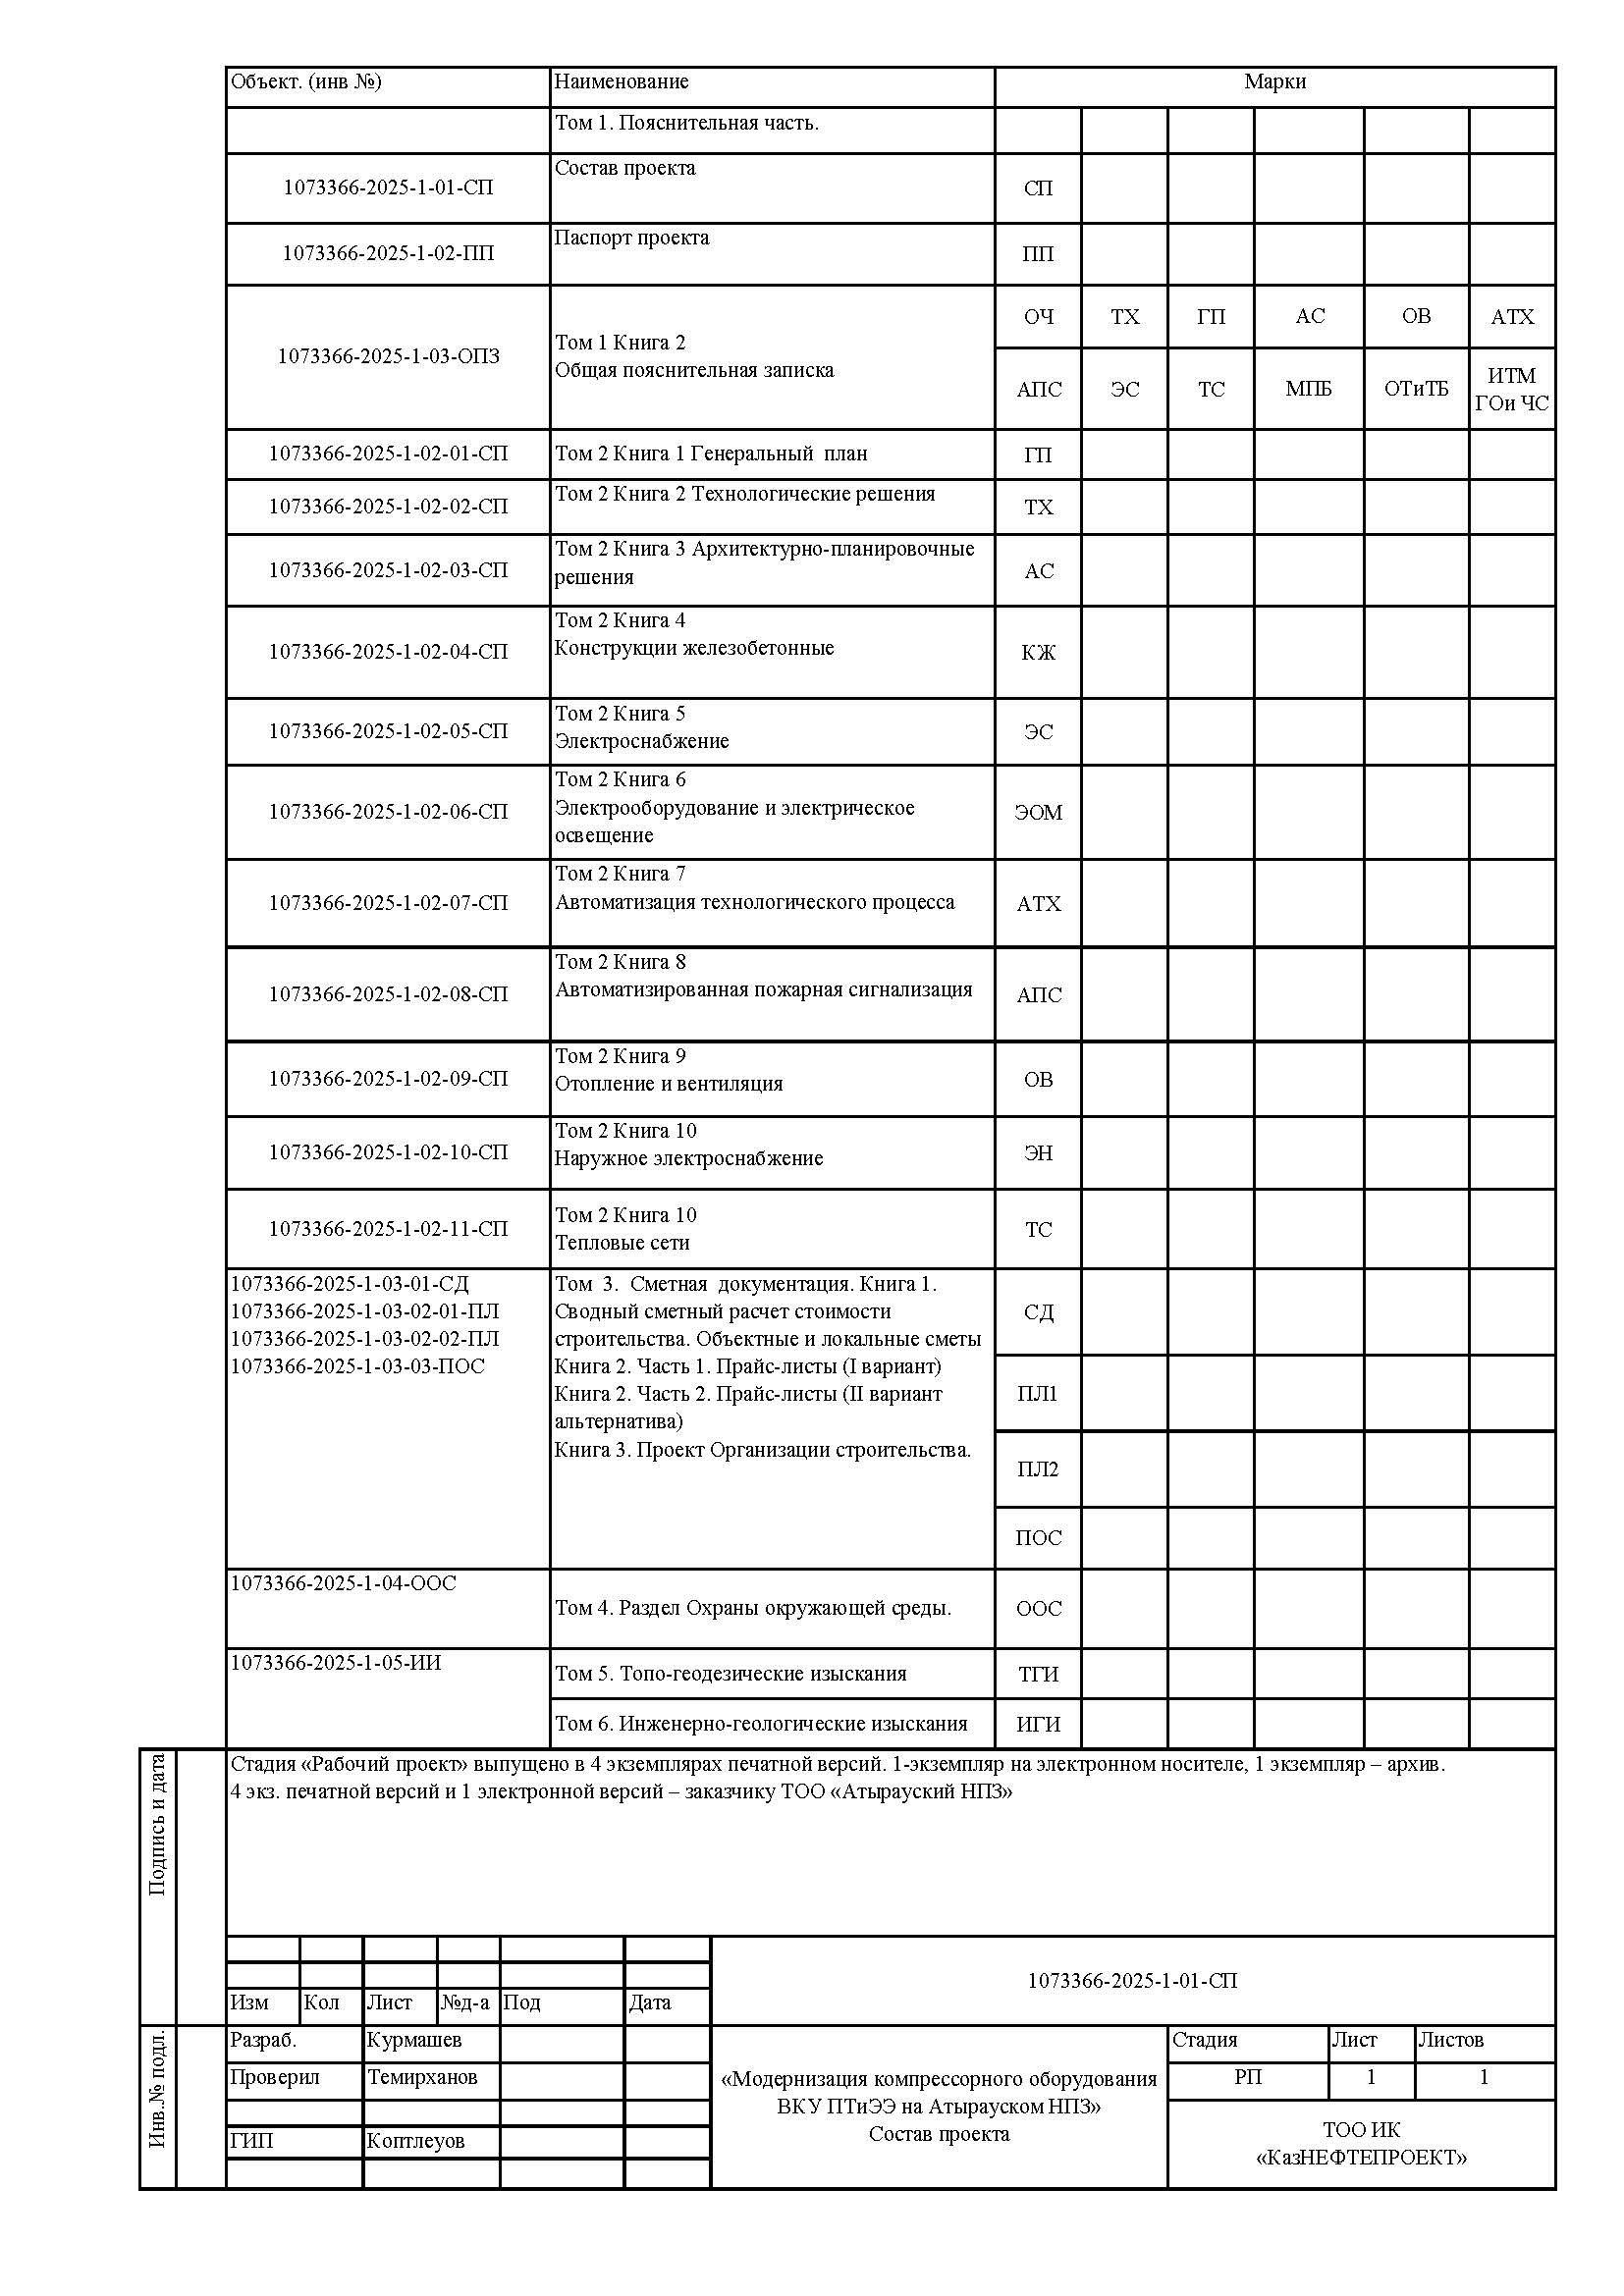 Объект. (инв №) Наименование Марки
Том 1. Пояснительная часть.
1073366-2025-1-01-СП Состав проекта СП
1073366-2025-1-02-ПП Паспорт проекта ПП
1073366-2025-1-03-ОПЗ
Том 1 Книга 2
Общая пояснительная записка
ОЧ ТХ ГП АС ОВ АТХ
АПС ЭС ТС МПБ ОТиТБ ИТМ
ГОи ЧС
1073366-2025-1-02-01-СП Том 2 Книга 1 Генеральный план ГП
1073366-2025-1-02-02-СП Том 2 Книга 2 Технологические решения ТХ
1073366-2025-1-02-03-СП Том 2 Книга 3 Архитектурно-планировочные
решения АС
1073366-2025-1-02-04-СП Том 2 Книга 4
Конструкции железобетонные КЖ
1073366-2025-1-02-05-СП Том 2 Книга 5
Электроснабжение ЭС
1073366-2025-1-02-06-СП Том 2 Книга 6
Электрооборудование и электрическое
освещение ЭОМ
1073366-2025-1-02-07-СП Том 2 Книга 7
Автоматизация технологического процесса АТХ
1073366-2025-1-02-08-СП Том 2 Книга 8
Автоматизированная пожарная сигнализация АПС
1073366-2025-1-02-09-СП Том 2 Книга 9
Отопление и вентиляция ОВ
1073366-2025-1-02-10-СП Том 2 Книга 10
Наружное электроснабжение ЭН
1073366-2025-1-02-11-СП Том 2 Книга 10
Тепловые сети ТС
1073366-2025-1-03-01-СД
1073366-2025-1-03-02-01-ПЛ
1073366-2025-1-03-02-02-ПЛ
1073366-2025-1-03-03-ПОС
Том 3. Сметная документация. Книга 1.
Сводный сметный расчет стоимости
строительства. Объектные и локальные сметы
Книга 2. Часть 1. Прайс-листы (I вариант)
Книга 2. Часть 2. Прайс-листы (II вариант
альтернатива)
Книга 3. Проект Организации строительства.
СД
ПЛ1
ПЛ2
ПОС
1073366-2025-1-04-ООС Том 4. Раздел Охраны окружающей среды. ООС
1073366-2025-1-05-ИИ Том 5. Топо-геодезические изыскания ТГИ
Том 6. Инженерно-геологические изыскания ИГИ
Подпись и дата
Стадия «Рабочий проект» выпущено в 4 экземплярах печатной версий. 1-экземпляр на электронном носителе, 1 экземпляр – архив.
4 экз. печатной версий и 1 электронной версий – заказчику ТОО «Атырауский НПЗ»
1073366-2025-1-01-СП
Изм Кол Лист №д-а Под Дата
Инв.№ подл.
Разраб. Курмашев
Проверил Темирханов
ГИП Коптлеуов
«Модернизация компрессорного оборудования
ВКУ ПТиЭЭ на Атырауском НПЗ»
Состав проекта
Стадия Лист Листов
РП 1 1
ТОО ИК
«КазНЕФТЕПРОЕКТ»